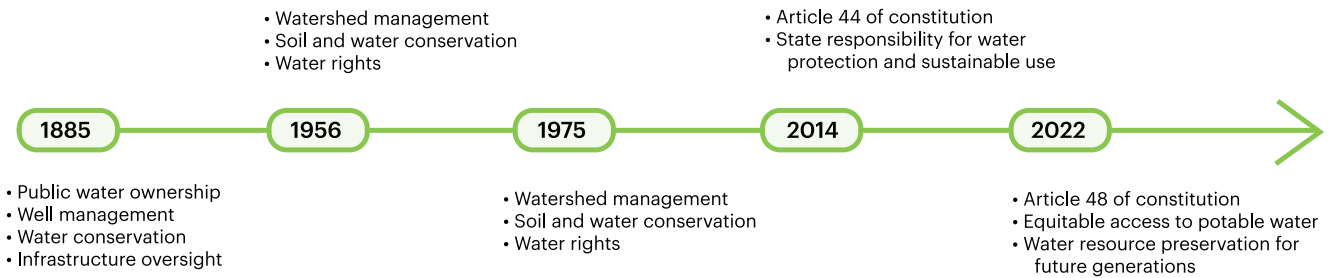 • Watershed management
• Soil and water conservation
• Water rights
• Article 44 of constitution
• State responsibility for water
protection and sustainable use
1885
1956
1975
2014
2022
• Public water ownership
• Well management
• Water conservation
• Infrastructure oversight
• Watershed management
• Soil and water conservation
• Water rights
• Article 48 of constitution
• Equitable access to potable water
• Water resource preservation for
future generations